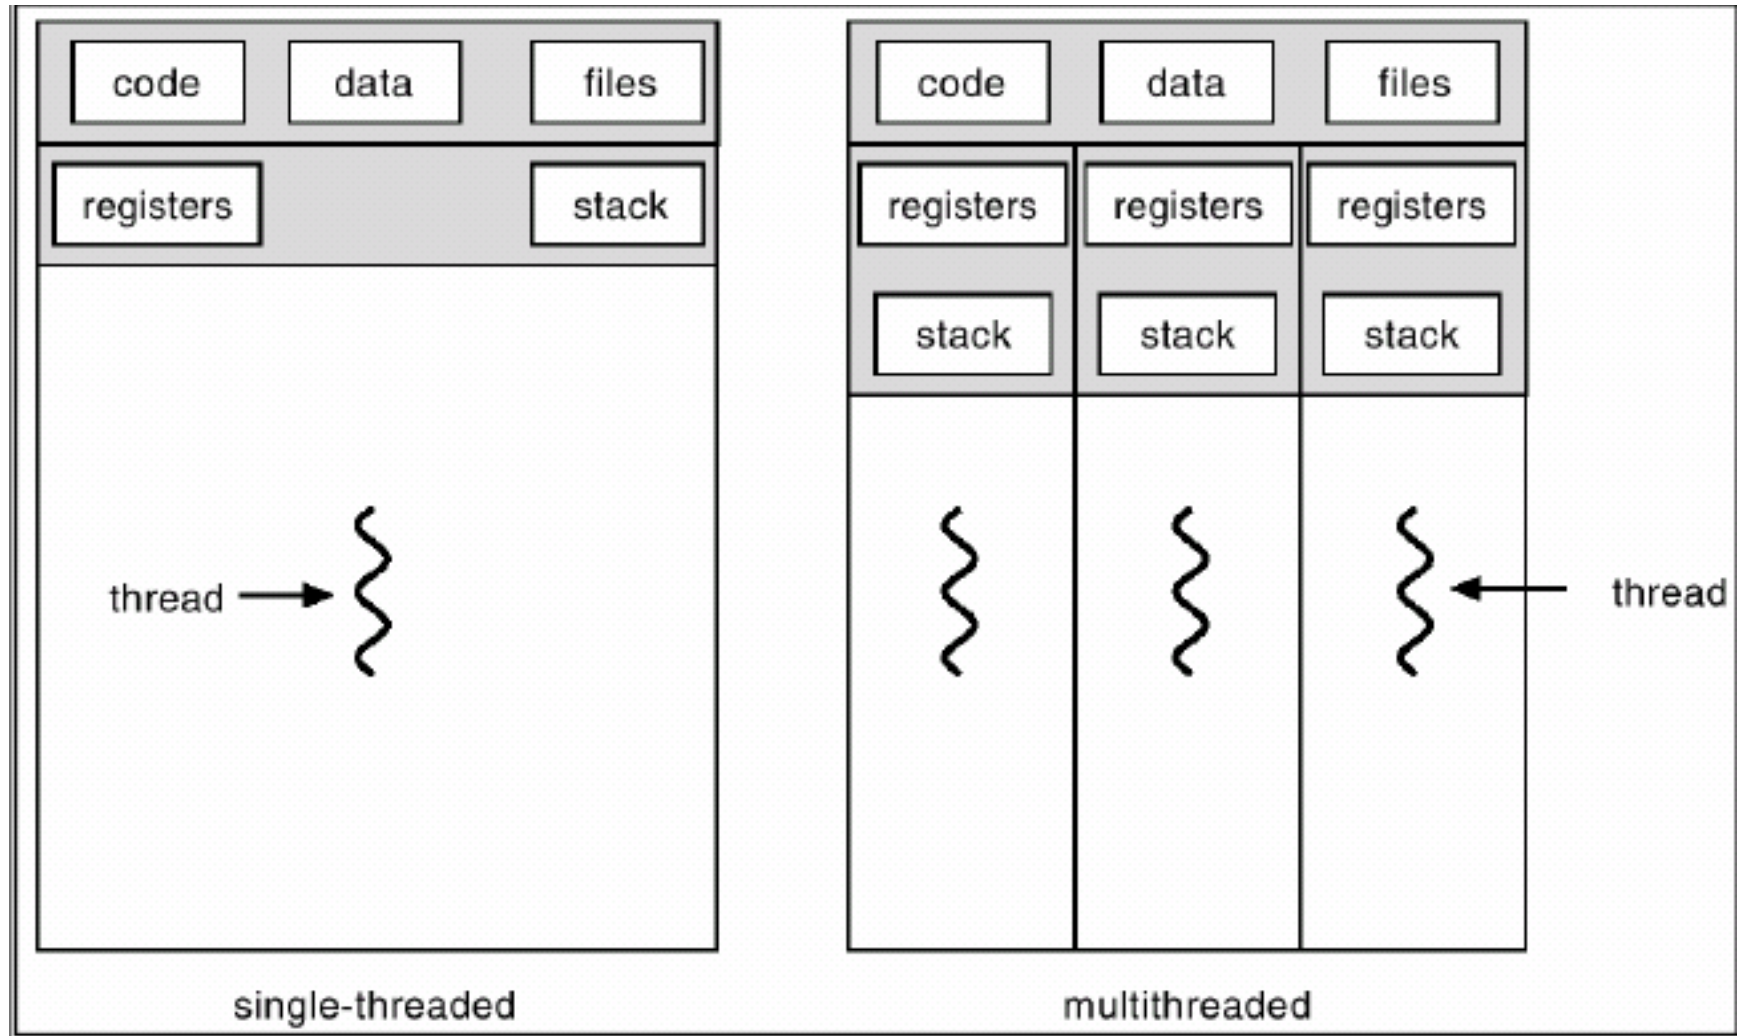 code data files
registers stack
thread
single-threaded
code data files
registers registers registers
stack stack stack
thread
multithreaded